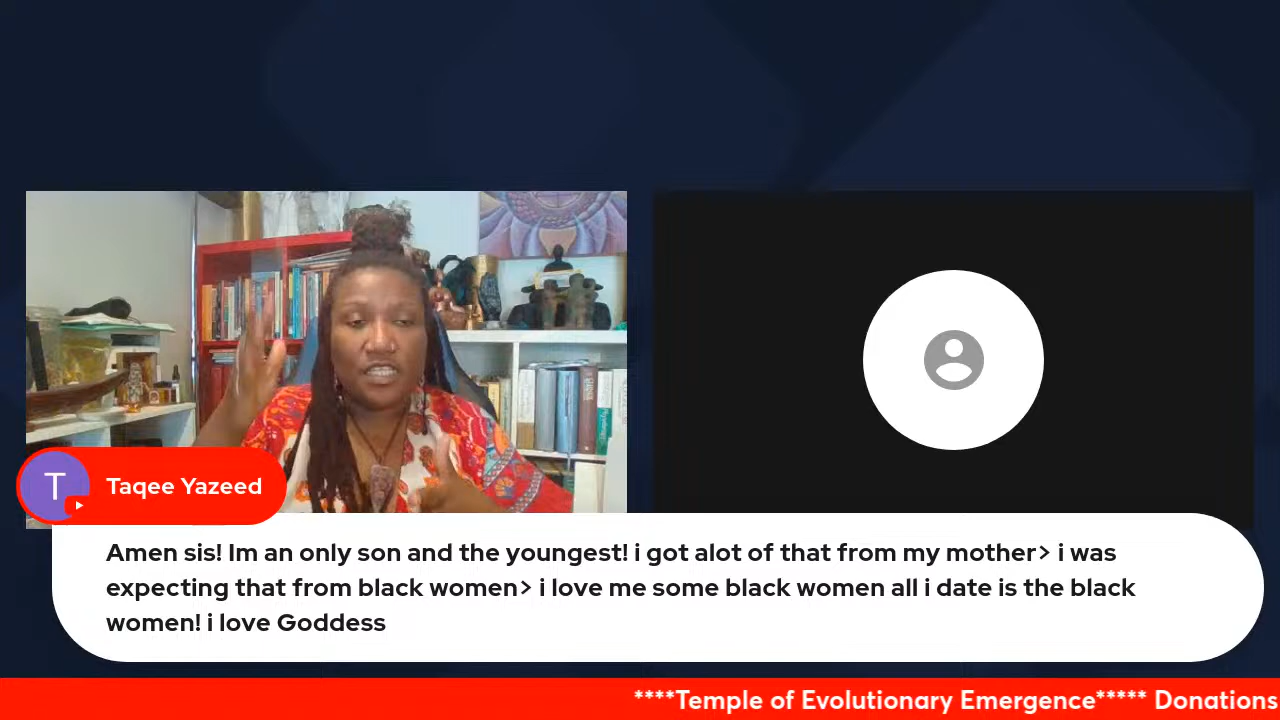 T
Taqee Yazeed
Amen sis! Im an only son and the youngest! i got alot of that from my mother> i was
expecting that from black women> i love me some black women all i date is the black
women! i love Goddess
****Temple of Evolutionary Emergence***** Donations